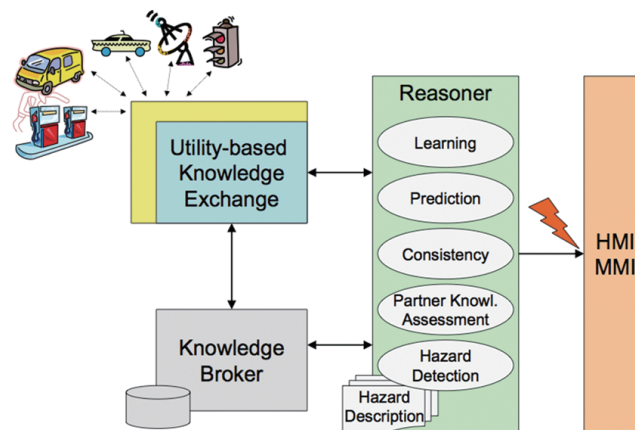 Reasoner
Learning
Utility-based
Knowledge
Exchange
Prediction
Consistency
HMI
MMI
Partner Knowl.
Assessment
Knowledge
Broker
Hazard
Detection
Hazard
Description